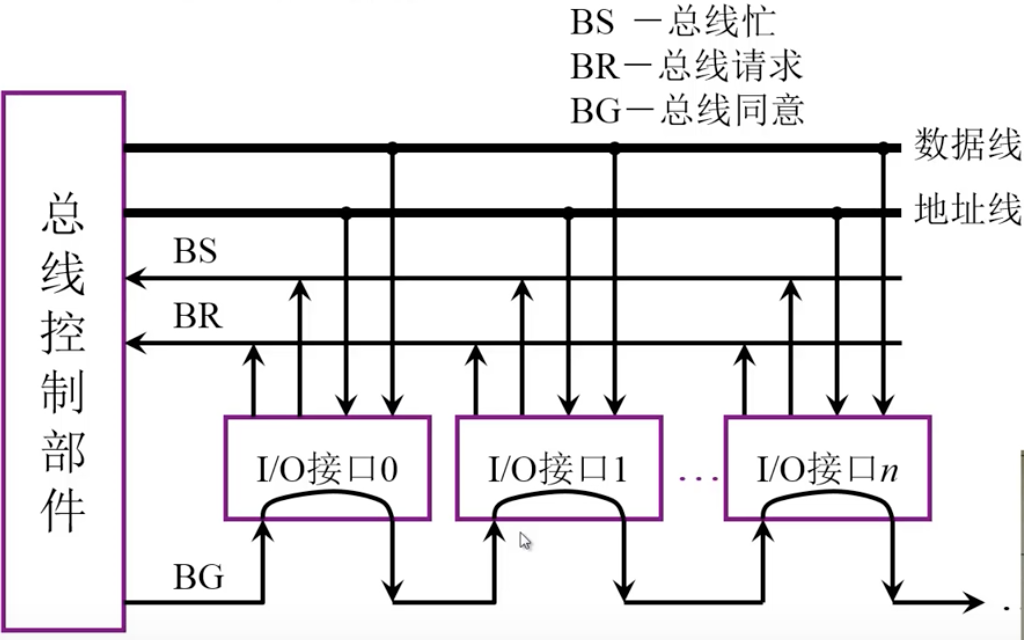 BS －总线忙
BR－总线请求
BG－总线同意
数据线
地址线
总线控制部件
BS
BR
I/O接口0
I/O接口1
…
I/O接口n
BG